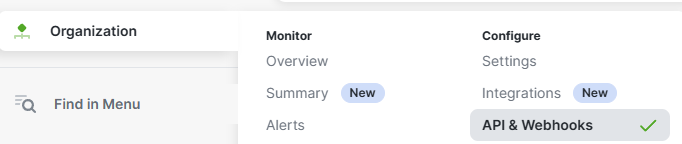 Organization
Find in Menu
Monitor
Overview
Summary New
Alerts
Configure
Settings
Integrations New
API & Webhooks